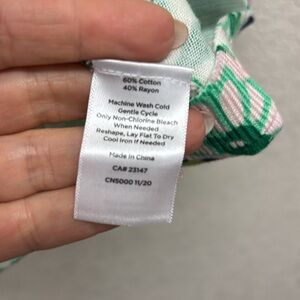 60% Cotton
40% Rayon
Machine Wash Cold
Gentle Cycle
Only Non-Chlorine Bleach
When Needed
Reshape, Lay Flat To Dry
Cool Iron If Needed
Made in China
CA# 23147
CN5000 11/20